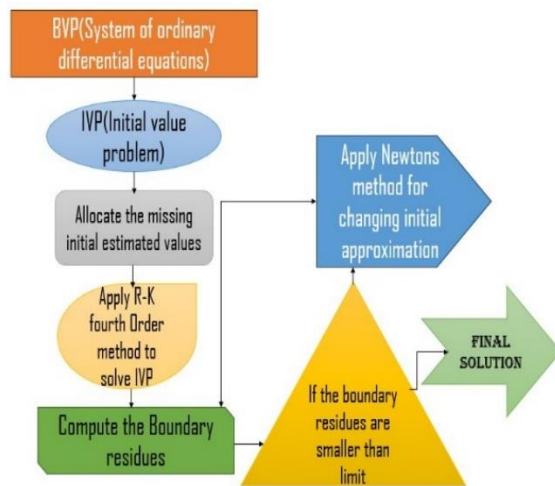 BVP(System of ordinary
differential equations)
IVP(Initial value
problem)
Allocate the missing
initial estimated values
Apply R-K
fourth Order
method to
solve IVP
Compute the Boundary
residues
Apply Newtons
method for
changing initial
approximation
If the boundary
residues are
smaller than
limit
FINAL
SOLUTION